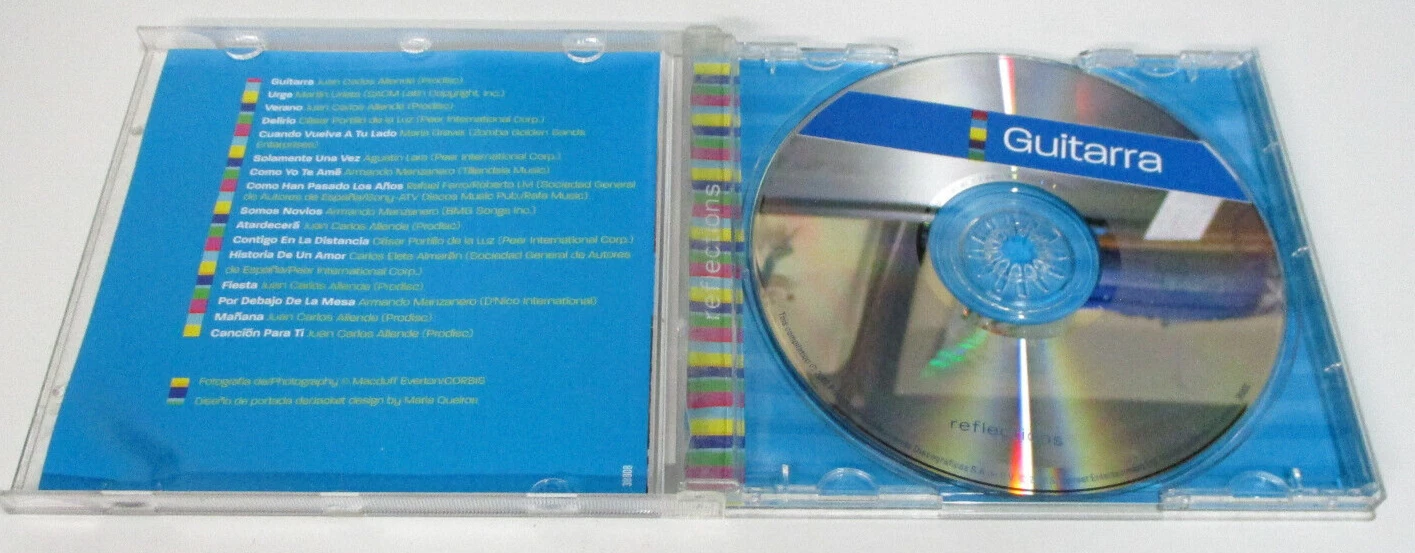 Guitarra Juan Carlos Allende (Prodisc)
Urge Martín Urieta (SACM Latin Copyright, Inc.)
Verano Juan Carlos Allende (Prodisc)
Delirio César Portillo de la Luz (Peer International Corp.)
Cuando Vuelva A Tu Lado María Grever (Zomba Golden Sands
Enterprises)
Solamente Una Vez Agustín Lara (Peer International Corp.)
Como Yo Te Amé Armando Manzanero (Tillandsia Music)
Como Han Pasado Los Años Rafael Ferro/Roberto LM (Sociedad General
de Autores de España/Sony-ATV Discos Music Pub./Rafa Music)
Somos Novios Armando Manzanero (BMG Songs Inc.)
Atardecerá Juan Carlos Allende (Prodisc)
Contigo En La Distancia César Portillo de la Luz (Peer International Corp.)
Historia De Un Amor Carlos Eleta Almarán (Sociedad General de Autores
de España/Peer International Corp.)
Fiesta Juan Carlos Allende (Prodisc)
Por Debajo De La Mesa Armando Manzanero (D'Nico International)
Mañana Juan Carlos Allende (Prodisc)
Canción Para Ti Juan Carlos Allende (Prodisc)
Fotografía de/Photography © Macduff Everton/CORBIS
Diseño de portada de/Jacket design by María Queiros
reflections
Guitarra
reflections
This compilation